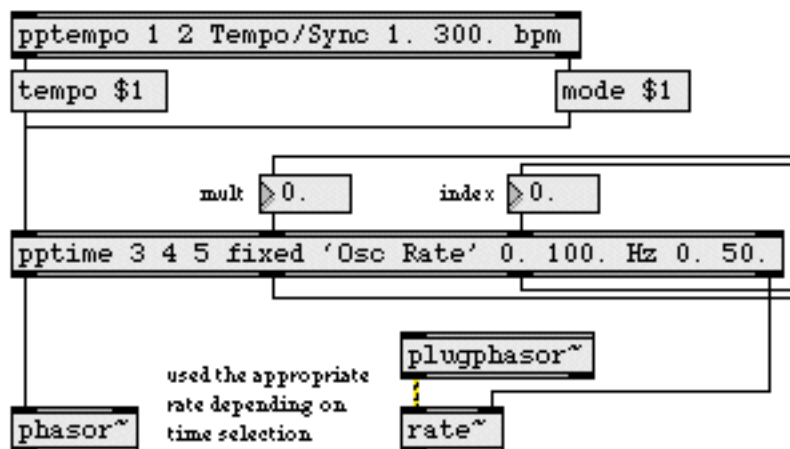 pptempo 1 2 Tempo/Sync 1. 300. bpm
tempo $1
mode $1
mult
0.
index
0.
pptime 3 4 5 fixed ‘Osc Rate’ 0. 100. Hz 0. 50.
plugphasor~
used the appropriate
rate depending on
time selection
phasor~
rate~